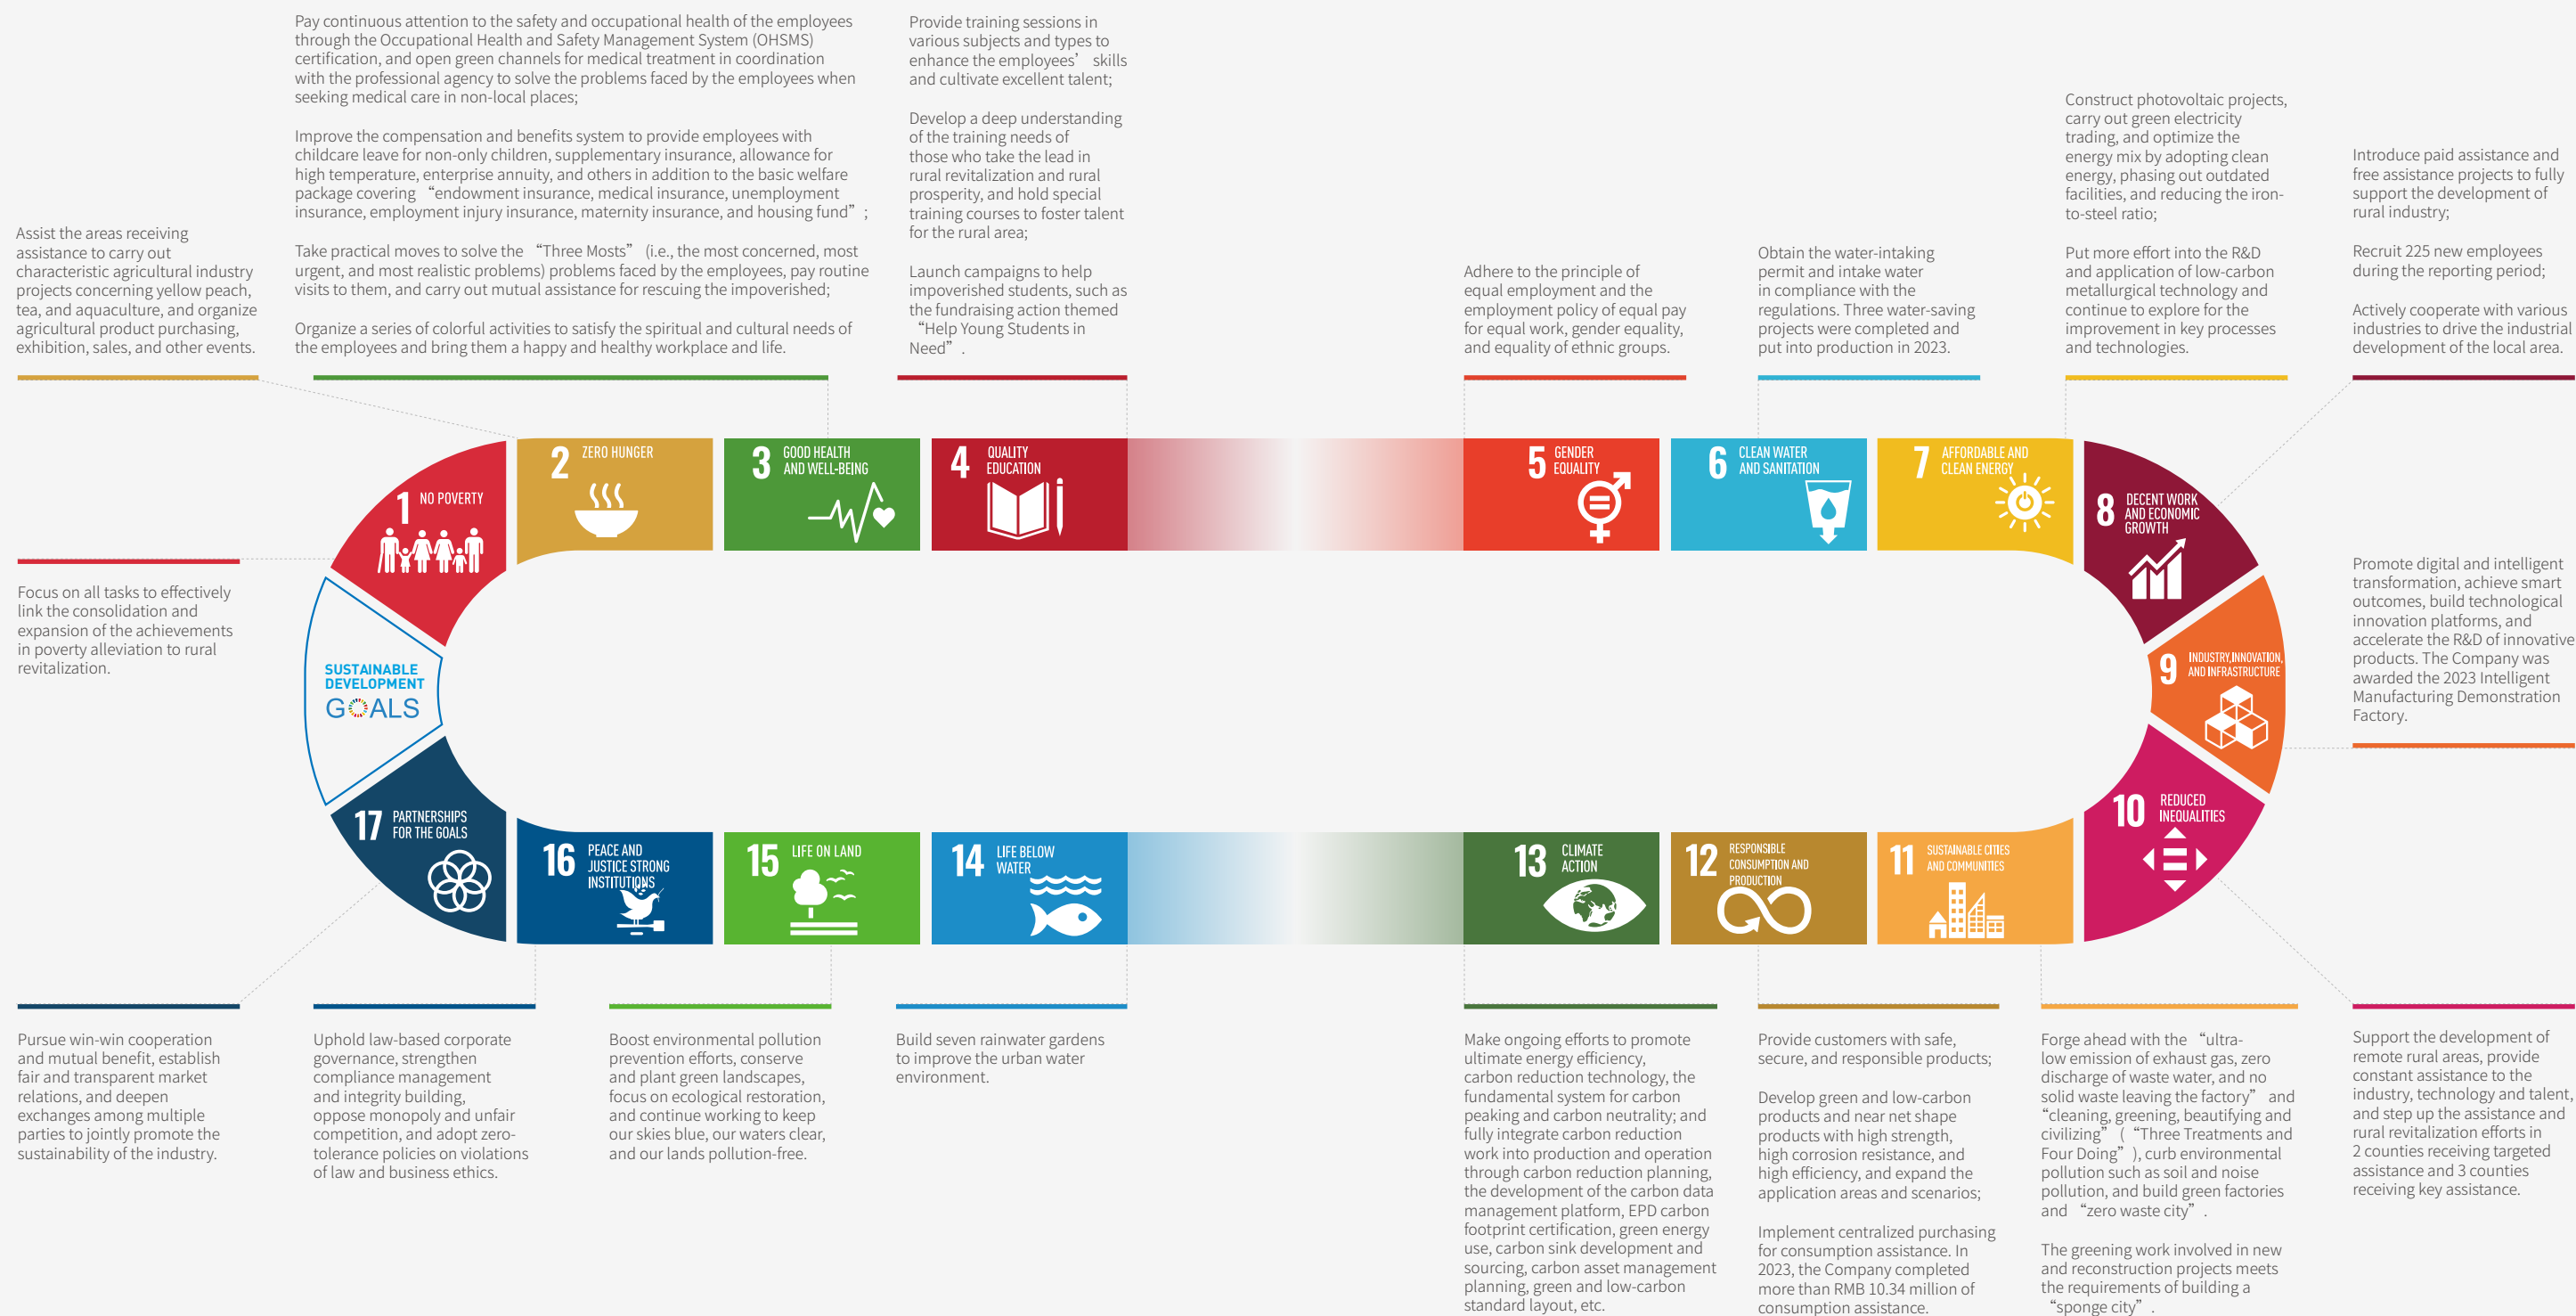 Pay continuous attention to the safety and occupational health of the employees
through the Occupational Health and Safety Management System (OHSMS)
certification, and open green channels for medical treatment in coordination
with the professional agency to solve the problems faced by the employees when
seeking medical care in non-local places;
Improve the compensation and benefits system to provide employees with
childcare leave for non-only children, supplementary insurance, allowance for
high temperature, enterprise annuity, and others in addition to the basic welfare
package covering “endowment insurance, medical insurance, unemployment
insurance, employment injury insurance, maternity insurance, and housing fund”;
Take practical moves to solve the “Three Mosts” (i.e., the most concerned, most
urgent, and most realistic problems) problems faced by the employees, pay routine
visits to them, and carry out mutual assistance for rescuing the impoverished;
Organize a series of colorful activities to satisfy the spiritual and cultural needs of
the employees and bring them a happy and healthy workplace and life.
Provide training sessions in
various subjects and types to
enhance the employees’ skills
and cultivate excellent talent;
Develop a deep understanding
of the training needs of
those who take the lead in
rural revitalization and rural
prosperity, and hold special
training courses to foster talent
for the rural area;
Launch campaigns to help
impoverished students, such as
the fundraising action themed
“Help Young Students in
Need”.
Assist the areas receiving
assistance to carry out
characteristic agricultural industry
projects concerning yellow peach,
tea, and aquaculture, and organize
agricultural product purchasing,
exhibition, sales, and other events.
Adhere to the principle of
equal employment and the
employment policy of equal pay
for equal work, gender equality,
and equality of ethnic groups.
Obtain the water-intaking
permit and intake water
in compliance with the
regulations. Three water-saving
projects were completed and
put into production in 2023.
Construct photovoltaic projects,
carry out green electricity
trading, and optimize the
energy mix by adopting clean
energy, phasing out outdated
facilities, and reducing the iron-
to-steel ratio;
Put more effort into the R&D
and application of low-carbon
metallurgical technology and
continue to explore for the
improvement in key processes
and technologies.
Introduce paid assistance and
free assistance projects to fully
support the development of
rural industry;
Recruit 225 new employees
during the reporting period;
Actively cooperate with various
industries to drive the industrial
development of the local area.
1 NO POVERTY
2 ZERO HUNGER
3 GOOD HEALTH
AND WELL-BEING
4 QUALITY
EDUCATION
5 GENDER
EQUALITY
6 CLEAN WATER
AND SANITATION
7 AFFORDABLE AND
CLEAN ENERGY
8 DECENT WORK
AND ECONOMIC
GROWTH
Focus on all tasks to effectively
link the consolidation and
expansion of the achievements
in poverty alleviation to rural
revitalization.
SUSTAINABLE
DEVELOPMENT
GOALS
9 INDUSTRY,INNOVATION,
AND INFRASTRUCTURE
Promote digital and intelligent
transformation, achieve smart
outcomes, build technological
innovation platforms, and
accelerate the R&D of innovative
products. The Company was
awarded the 2023 Intelligent
Manufacturing Demonstration
Factory.
17 PARTNERSHIPS
FOR THE GOALS
16 PEACE AND
JUSTICE STRONG
INSTITUTIONS
15 LIFE ON LAND
14 LIFE BELOW
WATER
13 CLIMATE
ACTION
12 RESPONSIBLE
CONSUMPTION AND
PRODUCTION
11 SUSTAINABLE CITIES
AND COMMUNITIES
10 REDUCED
INEQUALITIES
Pursue win-win cooperation
and mutual benefit, establish
fair and transparent market
relations, and deepen
exchanges among multiple
parties to jointly promote the
sustainability of the industry.
Uphold law-based corporate
governance, strengthen
compliance management
and integrity building,
oppose monopoly and unfair
competition, and adopt zero-
tolerance policies on violations
of law and business ethics.
Boost environmental pollution
prevention efforts, conserve
and plant green landscapes,
focus on ecological restoration,
and continue working to keep
our skies blue, our waters clear,
and our lands pollution-free.
Build seven rainwater gardens
to improve the urban water
environment.
Make ongoing efforts to promote
ultimate energy efficiency,
carbon reduction technology, the
fundamental system for carbon
peaking and carbon neutrality; and
fully integrate carbon reduction
work into production and operation
through carbon reduction planning,
the development of the carbon data
management platform, EPD carbon
footprint certification, green energy
use, carbon sink development and
sourcing, carbon asset management
planning, green and low-carbon
standard layout, etc.
Provide customers with safe,
secure, and responsible products;
Develop green and low-carbon
products and near net shape
products with high strength,
high corrosion resistance, and
high efficiency, and expand the
application areas and scenarios;
Implement centralized purchasing
for consumption assistance. In
2023, the Company completed
more than RMB 10.34 million of
consumption assistance.
Forge ahead with the “ultra-
low emission of exhaust gas, zero
discharge of waste water, and no
solid waste leaving the factory” and
“cleaning, greening, beautifying and
civilizing” (“Three Treatments and
Four Doing”), curb environmental
pollution such as soil and noise
pollution, and build green factories
and “zero waste city”.
The greening work involved in new
and reconstruction projects meets
the requirements of building a
“sponge city”.
Support the development of
remote rural areas, provide
constant assistance to the
industry, technology and talent,
and step up the assistance and
rural revitalization efforts in
2 counties receiving targeted
assistance and 3 counties
receiving key assistance.